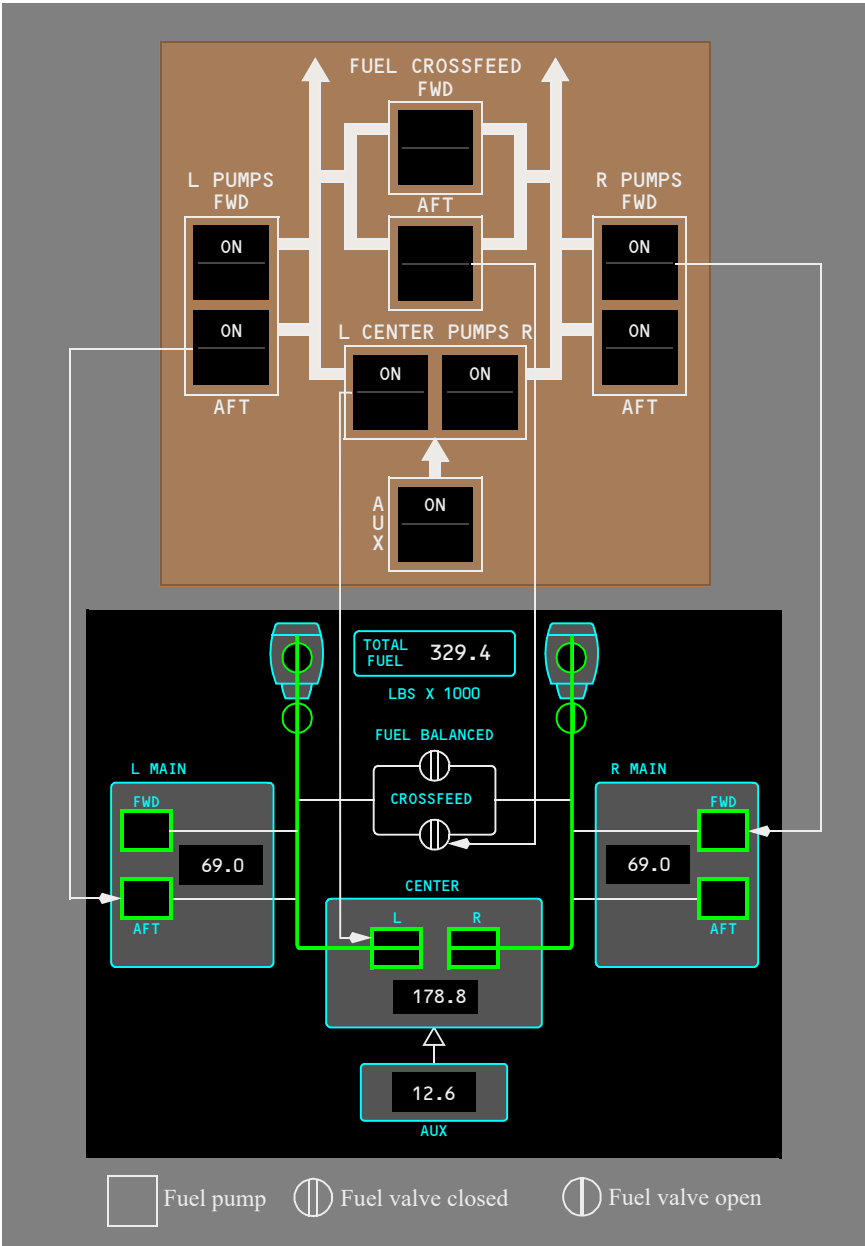 FUEL CROSSFEED
FWD
L PUMPS
FWD
R PUMPS
FWD
AFT
ON
ON
ON
ON
L CENTER PUMPS R
ON
ON
AFT
AFT
AUX
ON
TOTAL
FUEL
329.4
LBS X 1000
FUEL BALANCED
L MAIN
R MAIN
FWD
CROSSFEED
FWD
69.0
69.0
CENTER
L
R
AFT
AFT
178.8
12.6
AUX
Fuel pump
Fuel valve closed
Fuel valve open